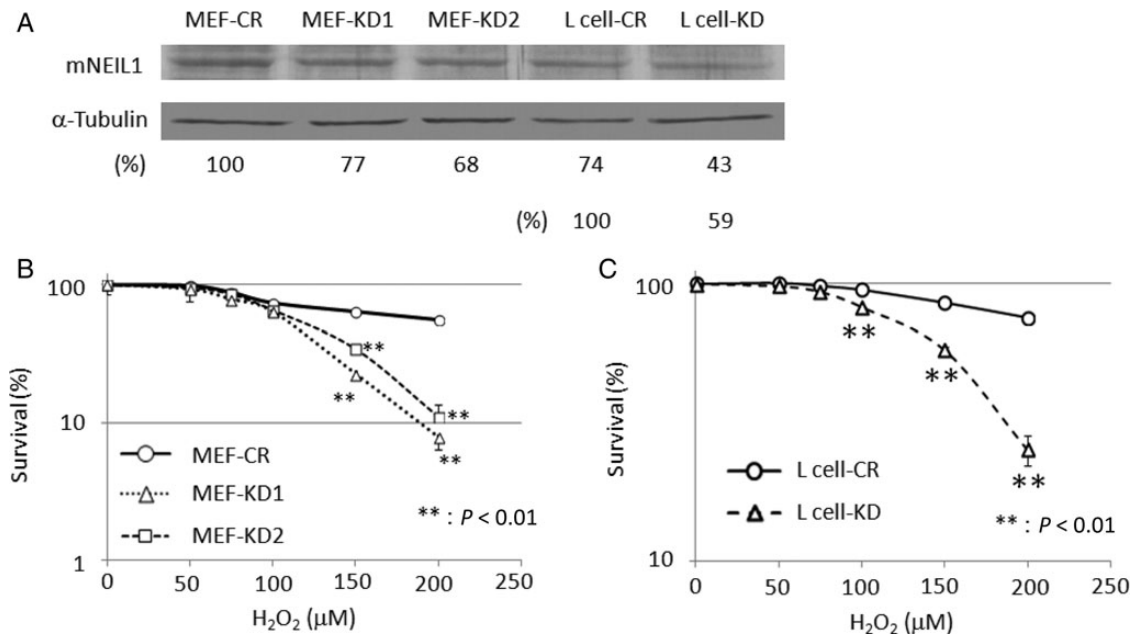 A
MEF-CR MEF-KD1 MEF-KD2 L cell-CR L cell-KD
mNEIL1
α-Tubulin
(%) 100 77 68 74 43
(%) 100 59
B
100
10
1
Survival (%)
0 50 100 150 200 250
H₂O₂ (μM)
**
**
**
**
MEF-CR
MEF-KD1
MEF-KD2
** : P < 0.01
C
100
10
Survival (%)
0 50 100 150 200 250
H₂O₂ (μM)
**
**
**
L cell-CR
L cell-KD
** : P < 0.01